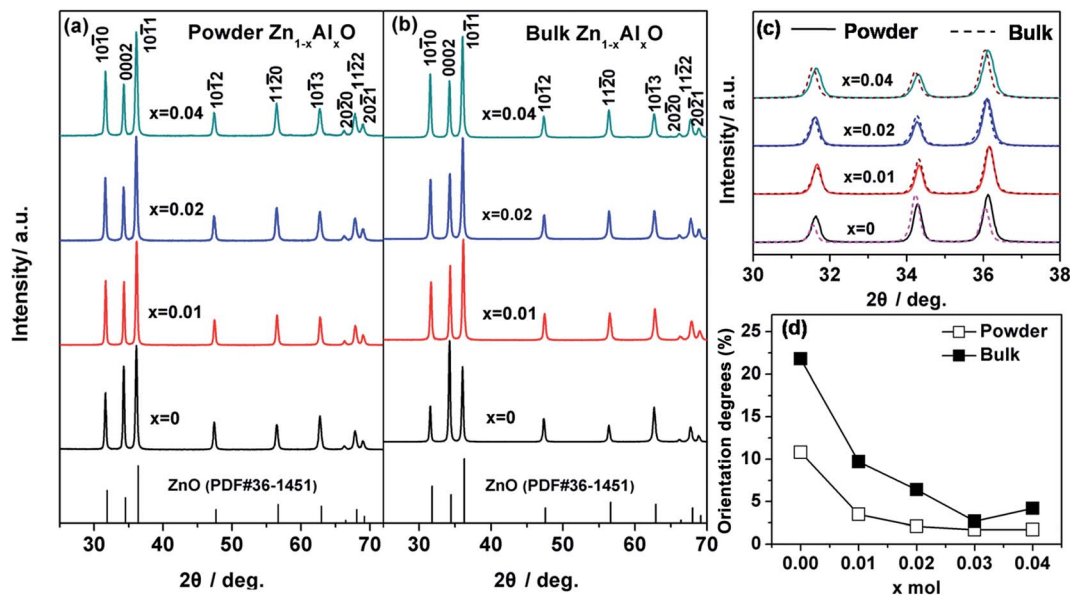 (a)
Powder Zn₁₋ₓAlₓO
101̅0
0002
101̅1
101̅2
112̅0
101̅3
202̅0
112̅2
202̅1
x=0.04
x=0.02
x=0.01
x=0
ZnO (PDF#36-1451)
Intensity/ a.u.
30 40 50 60 70
2θ / deg.
(b)
Bulk Zn₁₋ₓAlₓO
101̅0
0002
101̅1
101̅2
112̅0
101̅3
202̅0
112̅2
202̅1
x=0.04
x=0.02
x=0.01
x=0
ZnO (PDF#36-1451)
30 40 50 60 70
2θ / deg.
(c)
Powder
Bulk
x=0.04
x=0.02
x=0.01
x=0
Intensity/ a.u.
30 32 34 36 38
2θ / deg.
(d)
Powder
Bulk
Orientation degrees (%)
25
20
15
10
5
0
0.00 0.01 0.02 0.03 0.04
x mol